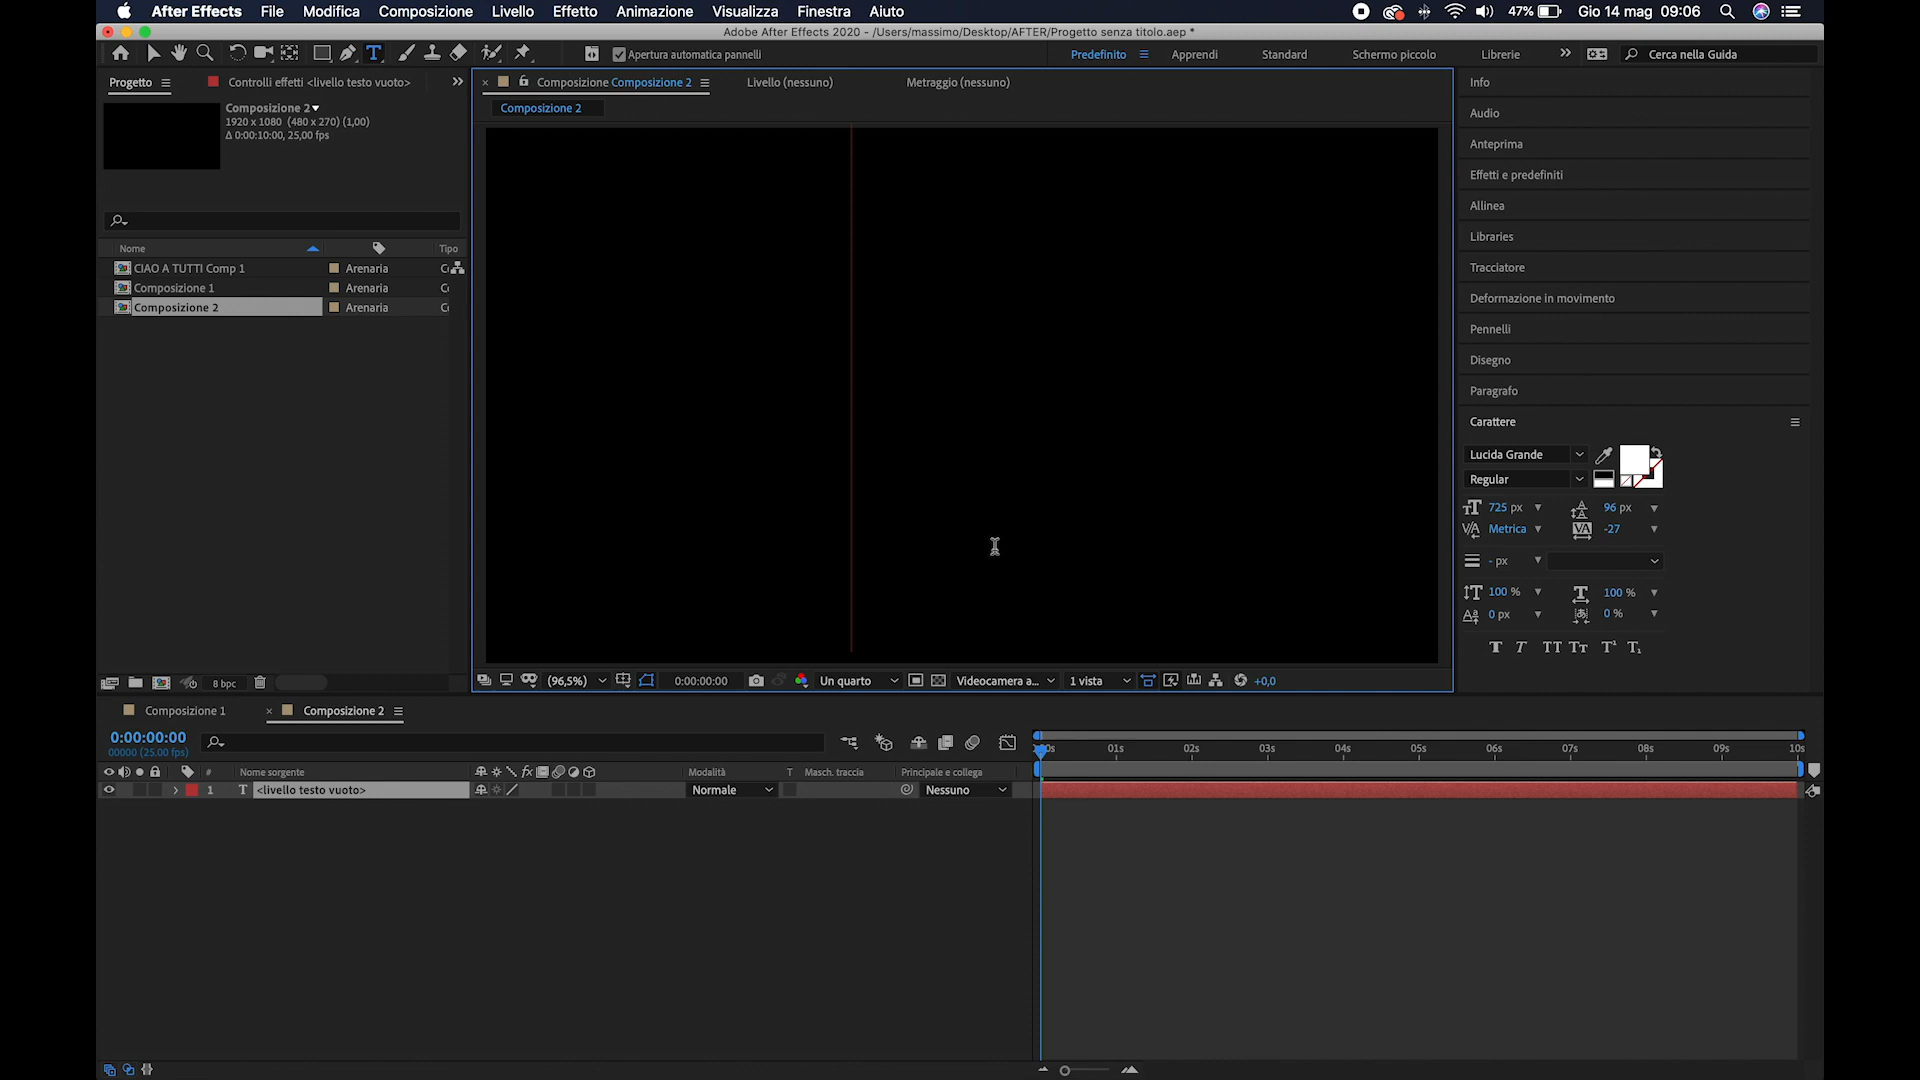 After Effects File Modifica Composizione Livello Effetto Animazione Visualizza Finestra Aiuto 47% Gio 14 mag 09:06
Adobe After Effects 2020 - /Users/massimo/Desktop/AFTER/Progetto senza titolo.aep *
T Apertura automatica pannelli Predefinito Apprendi Standard Schermo piccolo Librerie Cerca nella Guida
Progetto Controlli effetti <livello testo vuoto> Composizione Composizione 2 Livello (nessuno) Metraggio (nessuno) Info
Composizione 2
1920 x 1080 (480 x 270) (1,00)
Δ 0:00:10:00, 25,00 fps
Composizione 2
Audio
Anteprima
Effetti e predefiniti
Allinea
Libraries
Tracciatore
Deformazione in movimento
Pennelli
Disegno
Paragrafo
Carattere
Nome Tipo
CIAO A TUTTI Comp 1 Arenaria C
Composizione 1 Arenaria C
Composizione 2 Arenaria C
Lucida Grande
Regular
725 px 96 px
Metrica -27
- px
100 % 100 %
0 px 0 %
T T TT Tt T¹ T₁
8 bpc (96,5%) 0:00:00:00 Un quarto Videocamera a... 1 vista +0,0
Composizione 1 Composizione 2
0:00:00:00
00000 (25.00 fps)
01s 02s 03s 04s 05s 06s 07s 08s 09s 10s
# Nome sorgente fx Modalità T Masch. traccia Principale e collega
1 T <livello testo vuoto> Normale Nessuno